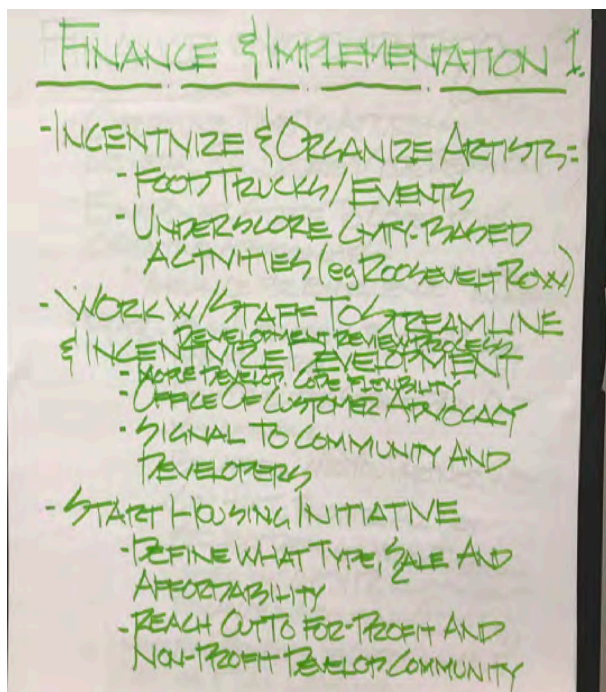 FINANCE & IMPLEMENTATION 1.
- INCENTIVIZE & ORGANIZE ARTISTS=
- FOOD TRUCKS/EVENTS
- UNDERSCORE CMTY.-BASED
ACTIVITIES (eg ROOSEVELT ROW)
- WORK W/STAFF TO STREAMLINE
DEVELOPMENT REVIEW PROCESS
& INCENTIVIZE DEVELOPMENT
- MORE DEVELOP. CODE FLEXIBILITY
- OFFICE OF CUSTOMER ADVOCACY
- SIGNAL TO COMMUNITY AND
DEVELOPERS
- START HOUSING INITIATIVE
- DEFINE WHAT TYPE, SALE AND
AFFORDABILITY
- REACH OUT TO FOR-PROFIT AND
NON-PROFIT DEVELOP. COMMUNITY